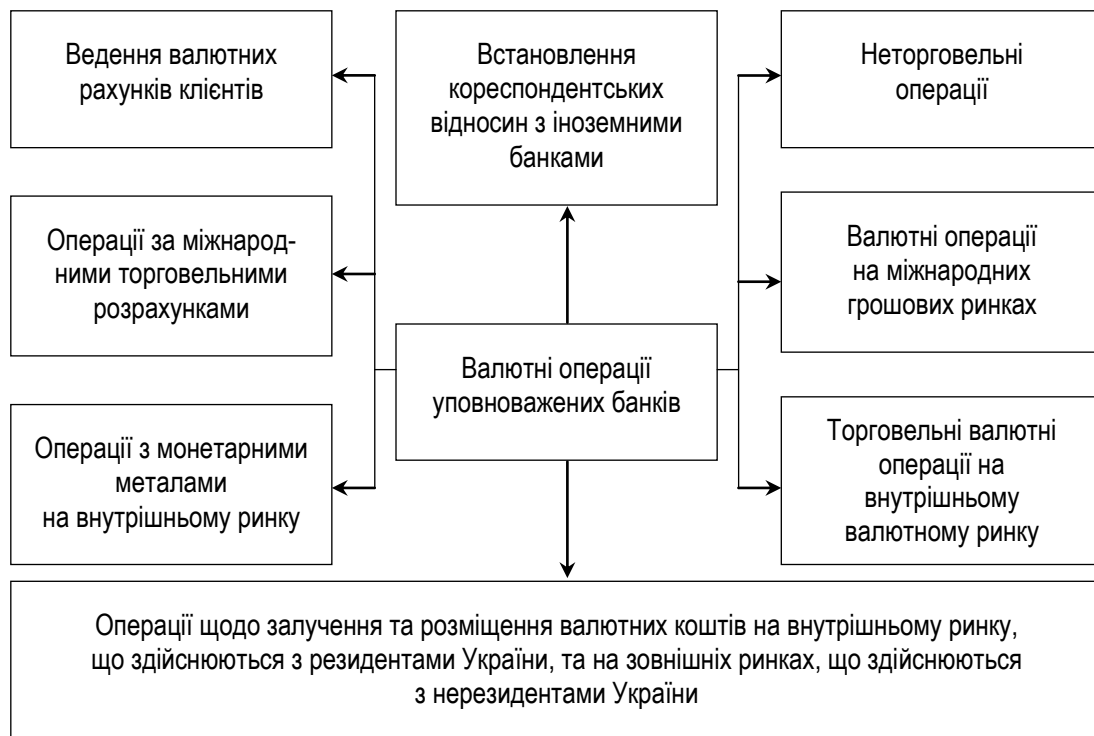 Ведення валютних
рахунків клієнтів
Встановлення
кореспондентських
відносин з іноземними
банками
Неторговельні
операції
Операції за міжнарод-
ними торговельними
розрахунками
Валютні операції
на міжнародних
грошових ринках
Валютні операції
уповноважених банків
Операції з монетарними
металами
на внутрішньому ринку
Торговельні валютні
операції на
внутрішньому
валютному ринку
Операції щодо залучення та розміщення валютних коштів на внутрішньому ринку,
що здійснюються з резидентами України, та на зовнішніх ринках, що здійснюються
з нерезидентами України